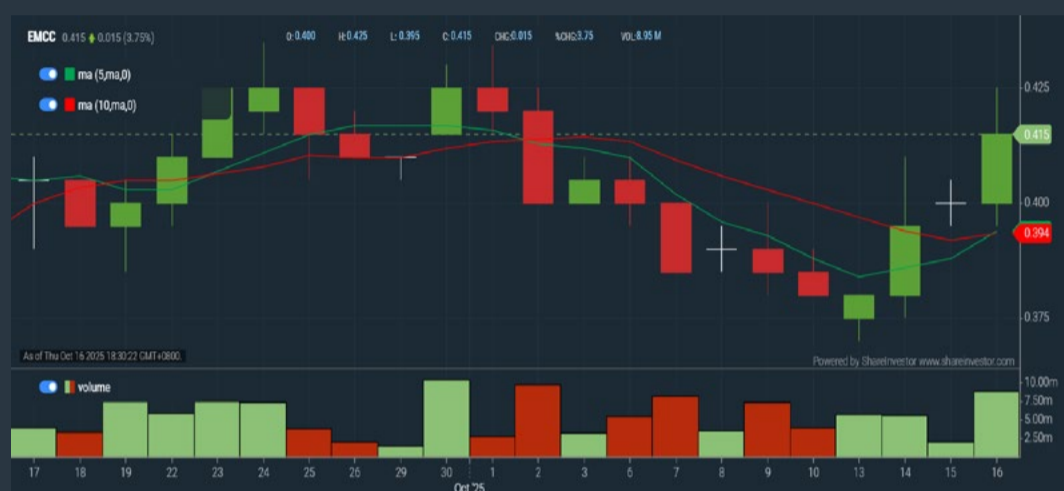 EMCC 0.415 0.015 (3.75%) O: 0.400 H: 0.425 L: 0.395 C: 0.415 CHG: 0.015 %CHG: 3.75 VOL: 8.95 M
ma (5,ma,0)
ma (10,ma,0)
0.425
0.415
0.400
0.394
0.375
As of Thu Oct 16 2025 18:30:22 GMT+0800
Powered by ShareInvestor www.shareinvestor.com
volume
10.00m
7.50m
5.00m
2.50m
17 18 19 22 23 24 25 26 29 30 1 2 3 6 7 8 9 10 13 14 15 16
Oct '25